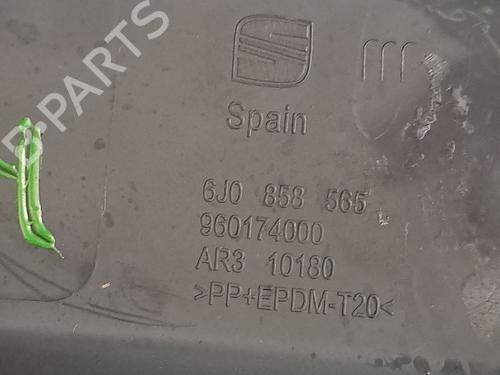 B-PARTS
Spain
6J0 858 565
960174000
AR3 10180
>PP+EPDM-T20<